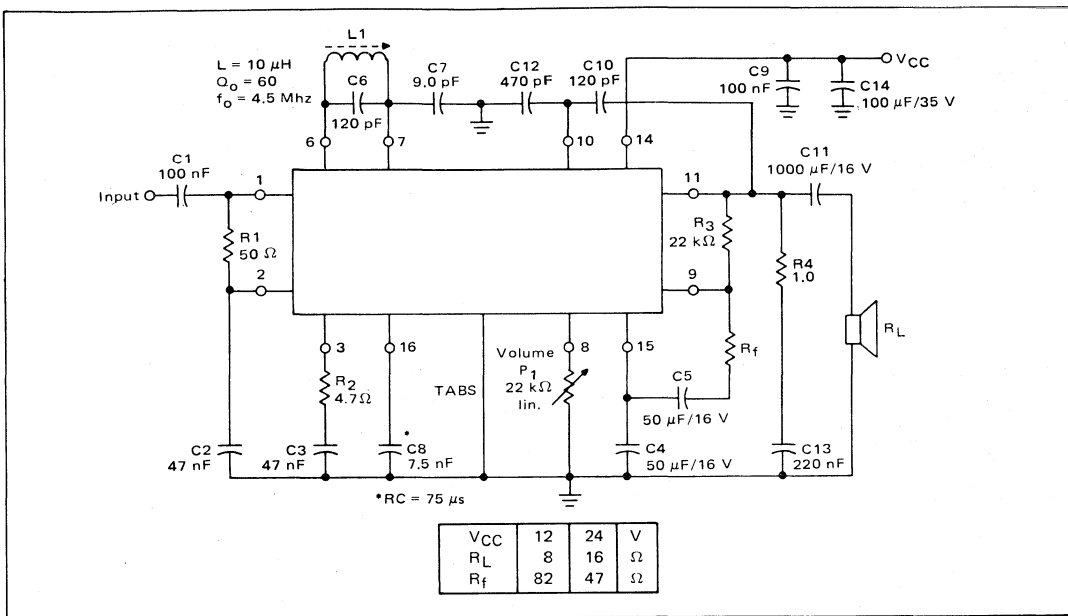 L1
L = 10 μH
Qo = 60
fo = 4.5 Mhz
C6
120 pF
C7
9.0 pF
C12
470 pF
C10
120 pF
C9
100 nF
VCC
C14
100 μF/35 V
6
7
10
14
C1
100 nF
Input
1
11
C11
1000 μF/16 V
R1
50 Ω
R3
22 kΩ
R4
1.0
2
9
RL
3
16
8
15
Rf
Volume
P1
22 kΩ
lin.
R2
4.7Ω
TABS
C5
50 μF/16 V
C2
47 nF
C3
47 nF
*
C8
7.5 nF
C4
50 μF/16 V
C13
220 nF
*RC = 75 μs
VCC 12 24 V
RL 8 16 Ω
Rf 82 47 Ω